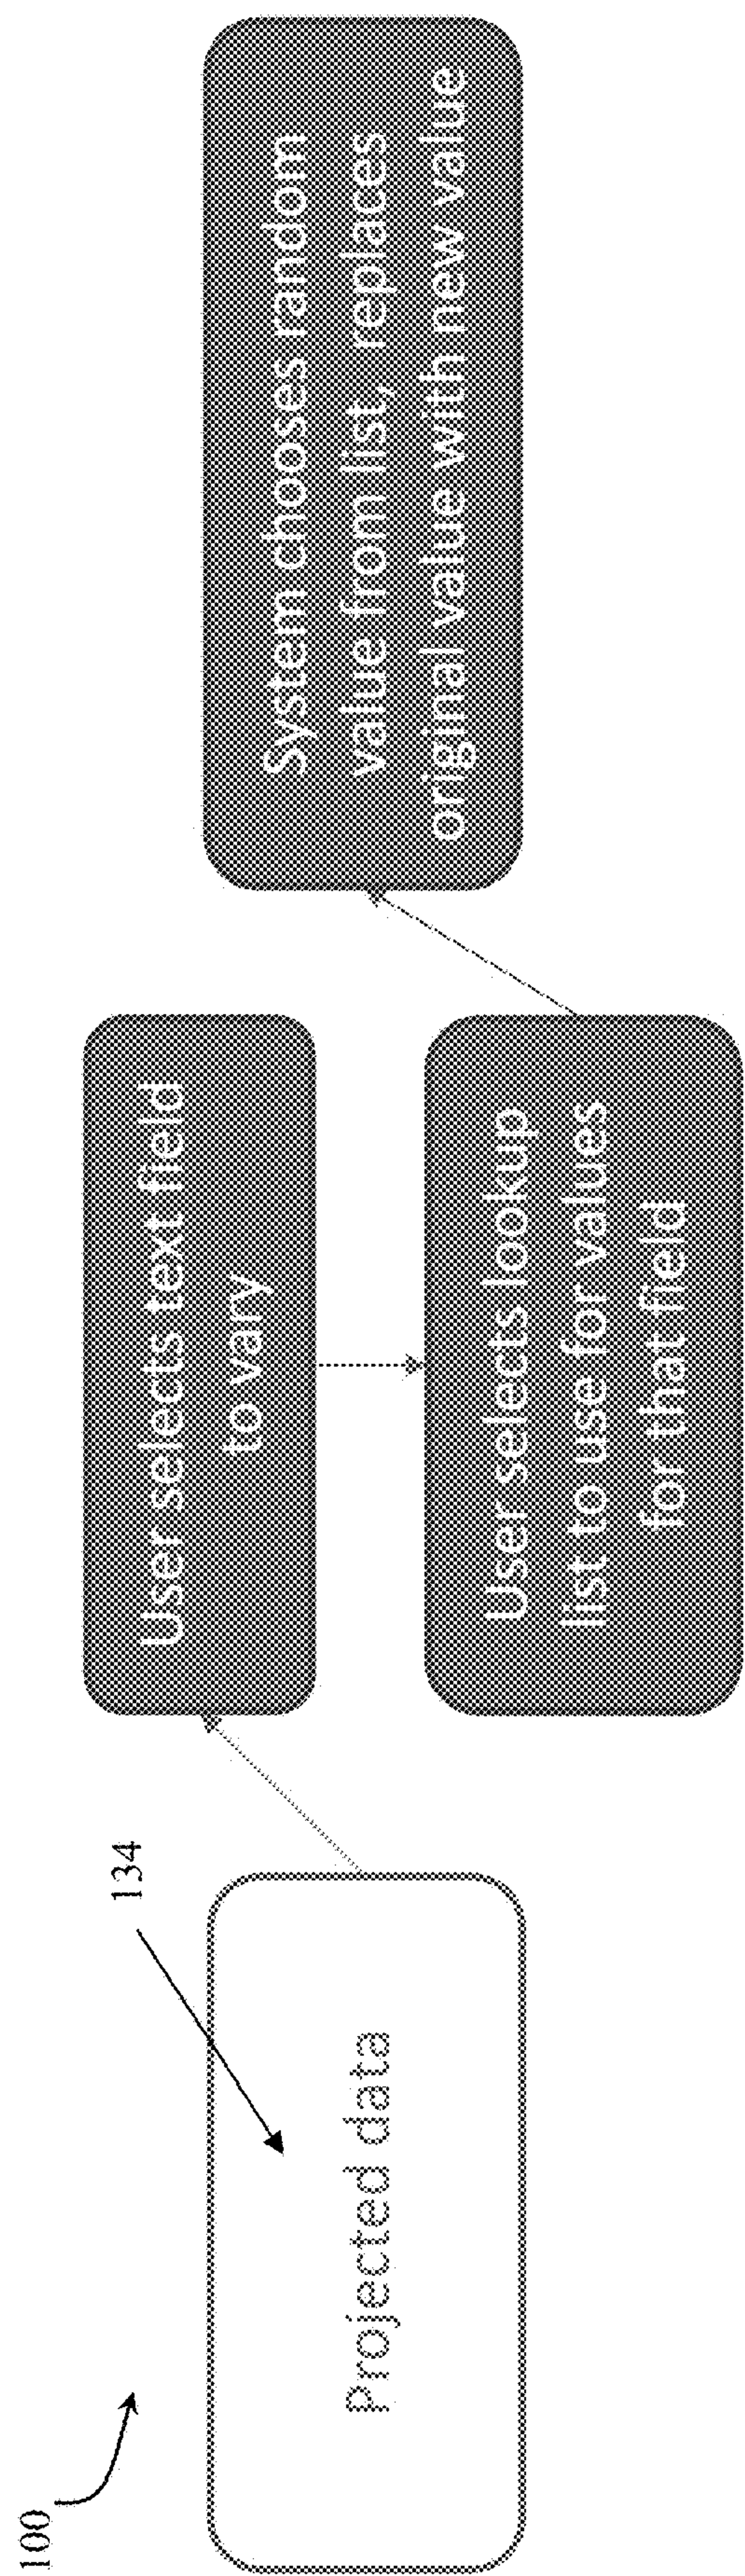 100
134
Projected data
User selects text field
to vary
User selects lookup
list to use for values
for that field
System chooses random
value from list, replaces
original value with new value